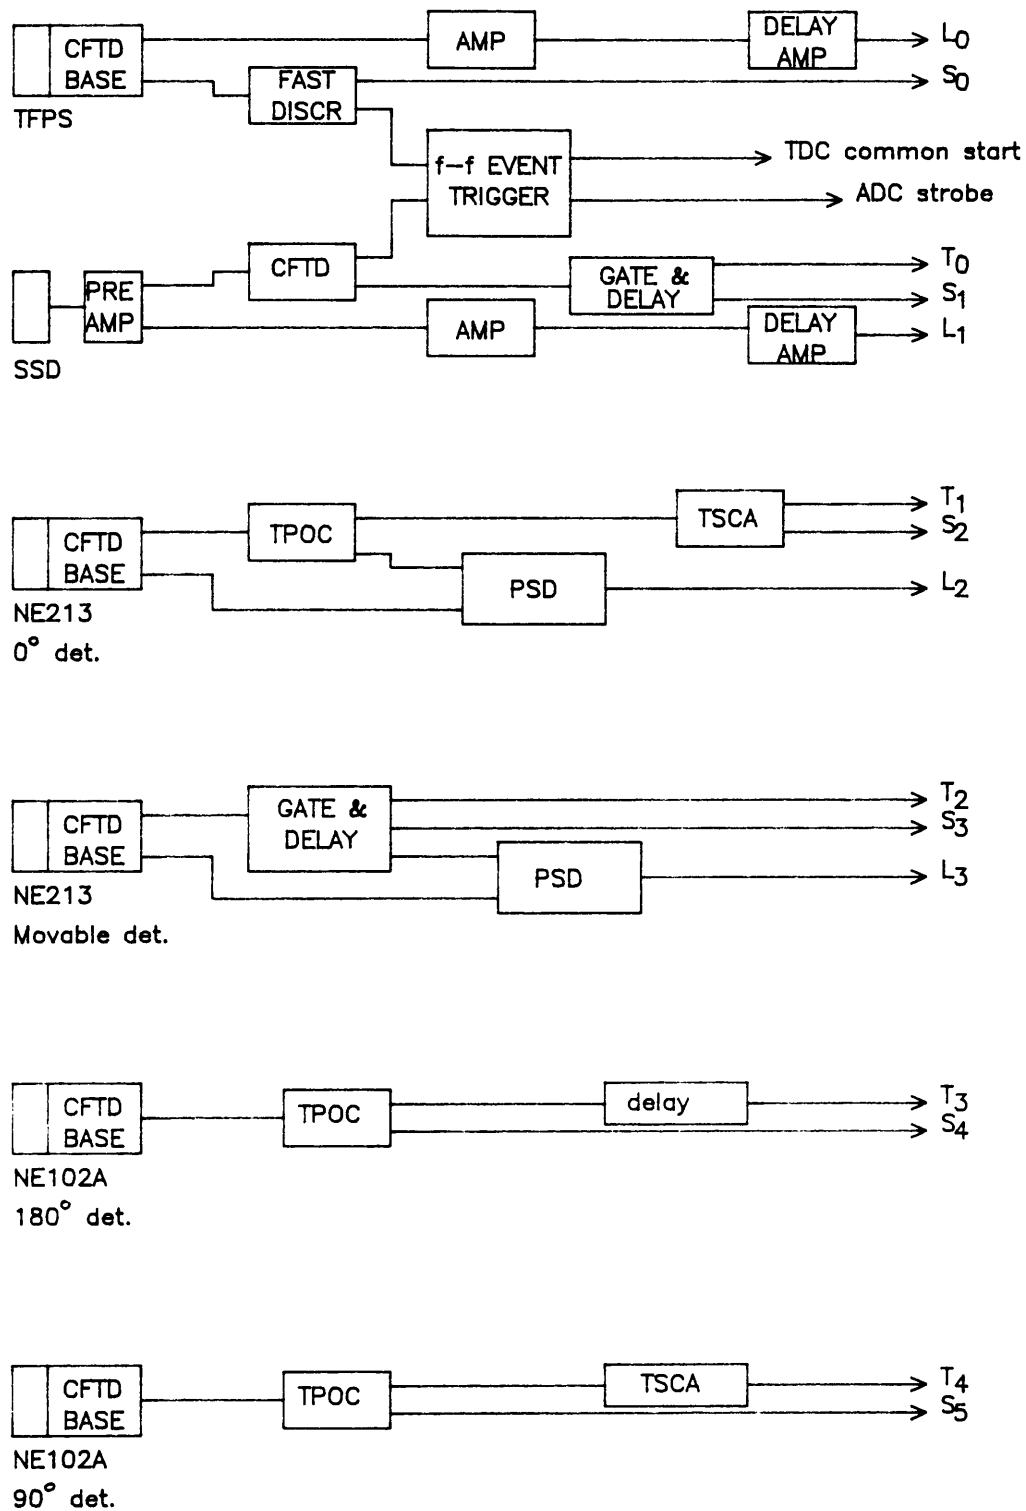 CFTD
BASE
TFPS
AMP
DELAY
AMP
L0
S0
FAST
DISCR
f-f EVENT
TRIGGER
TDC common start
ADC strobe
CFTD
GATE &
DELAY
T0
S1
L1
PRE
AMP
SSD
AMP
DELAY
AMP
CFTD
BASE
NE213
0° det.
TPOC
PSD
TSCA
T1
S2
L2
CFTD
BASE
NE213
Movable det.
GATE &
DELAY
PSD
T2
S3
L3
CFTD
BASE
NE102A
180° det.
TPOC
delay
T3
S4
CFTD
BASE
NE102A
90° det.
TPOC
TSCA
T4
S5